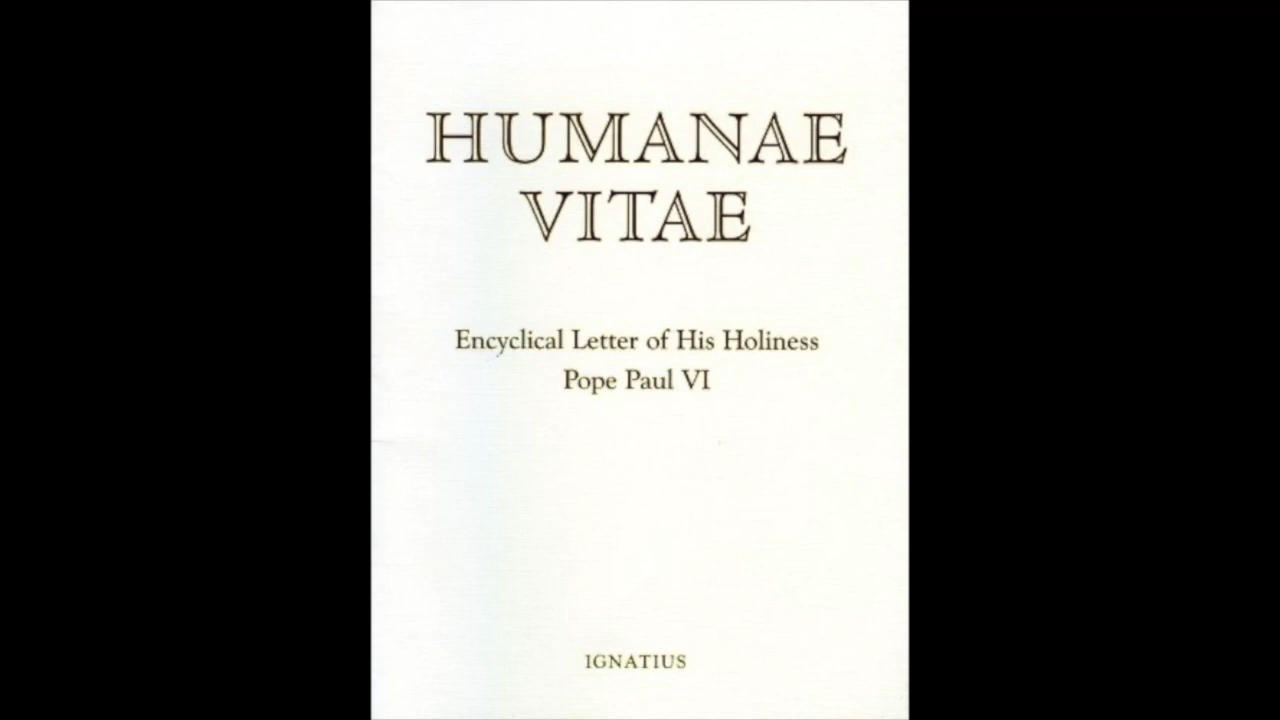 HUMANAE
VITAE
Encyclical Letter of His Holiness
Pope Paul VI
IGNATIUS